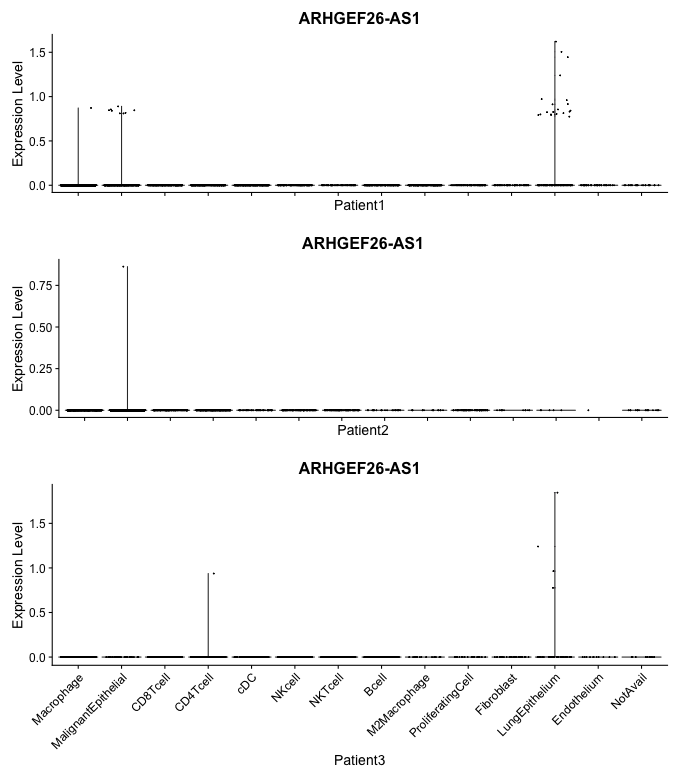 ARHGEF26-AS1
Expression Level
1.5
1.0
0.5
0.0
Patient1
ARHGEF26-AS1
Expression Level
0.75
0.50
0.25
0.00
Patient2
ARHGEF26-AS1
Expression Level
1.5
1.0
0.5
0.0
Macrophage
MalignantEpithelial
CD8Tcell
CD4Tcell
cDC
NKcell
NKTcell
Bcell
M2Macrophage
ProliferatingCell
Fibroblast
LungEpithelium
Endothelium
NotAvail
Patient3